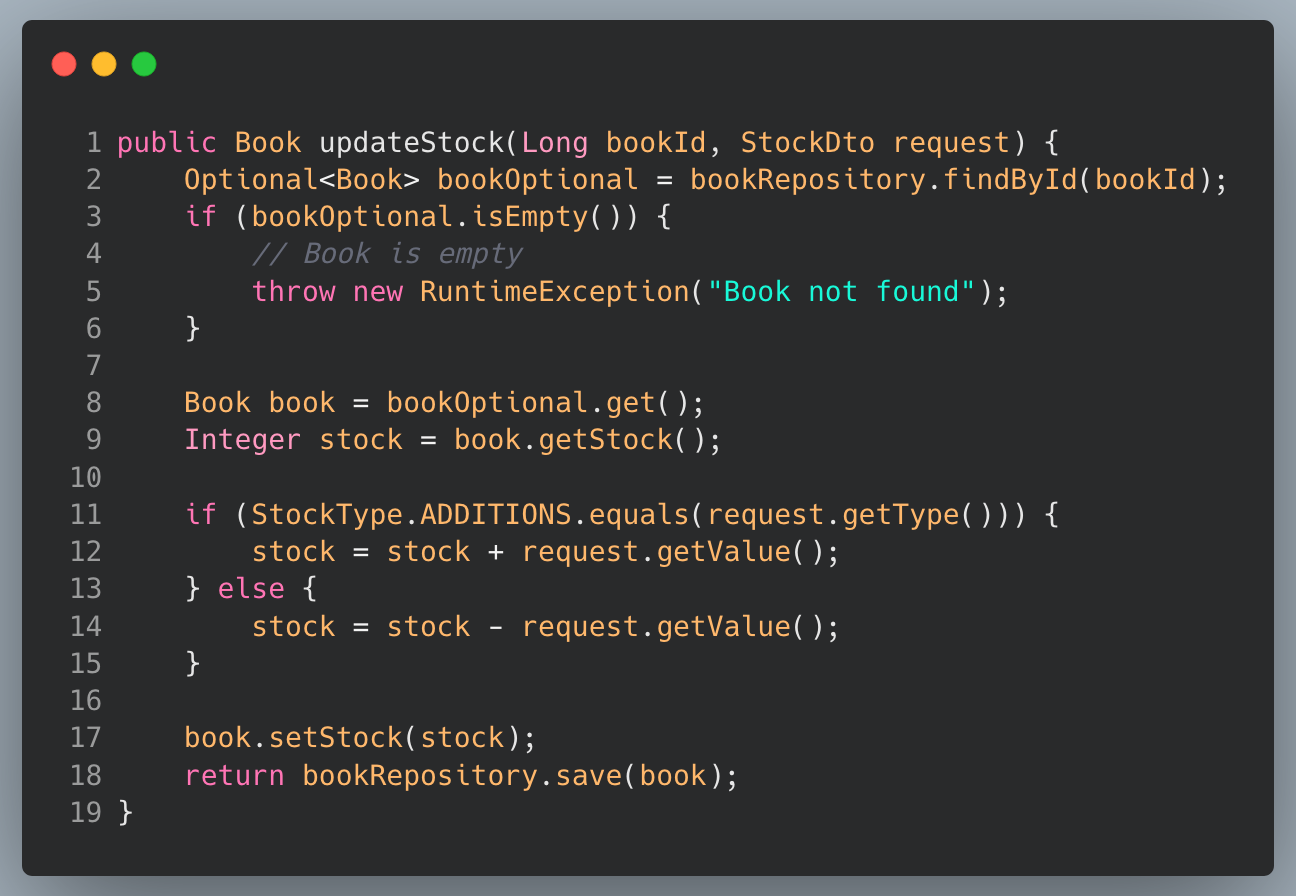 1 public Book updateStock(Long bookId, StockDto request) {
2     Optional<Book> bookOptional = bookRepository.findById(bookId);
3     if (bookOptional.isEmpty()) {
4         // Book is empty
5         throw new RuntimeException("Book not found");
6     }
7
8     Book book = bookOptional.get();
9     Integer stock = book.getStock();
10
11     if (StockType.ADDITIONS.equals(request.getType())) {
12         stock = stock + request.getValue();
13     } else {
14         stock = stock - request.getValue();
15     }
16
17     book.setStock(stock);
18     return bookRepository.save(book);
19 }